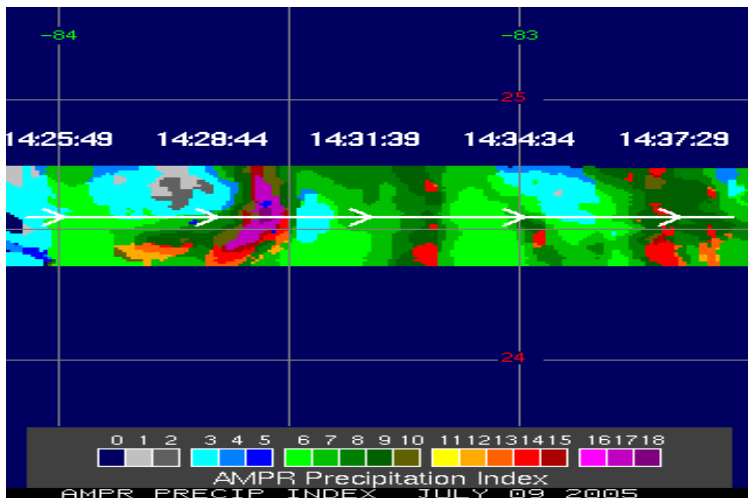 -84 -83
25
14:25:49 14:28:44 14:31:39 14:34:34 14:37:29
24
0 1 2 3 4 5 6 7 8 9 10 11 12 13 14 15 16 17 18
AMPR Precipitation Index
AMPR PRECIP INDEX JULY 09 2005